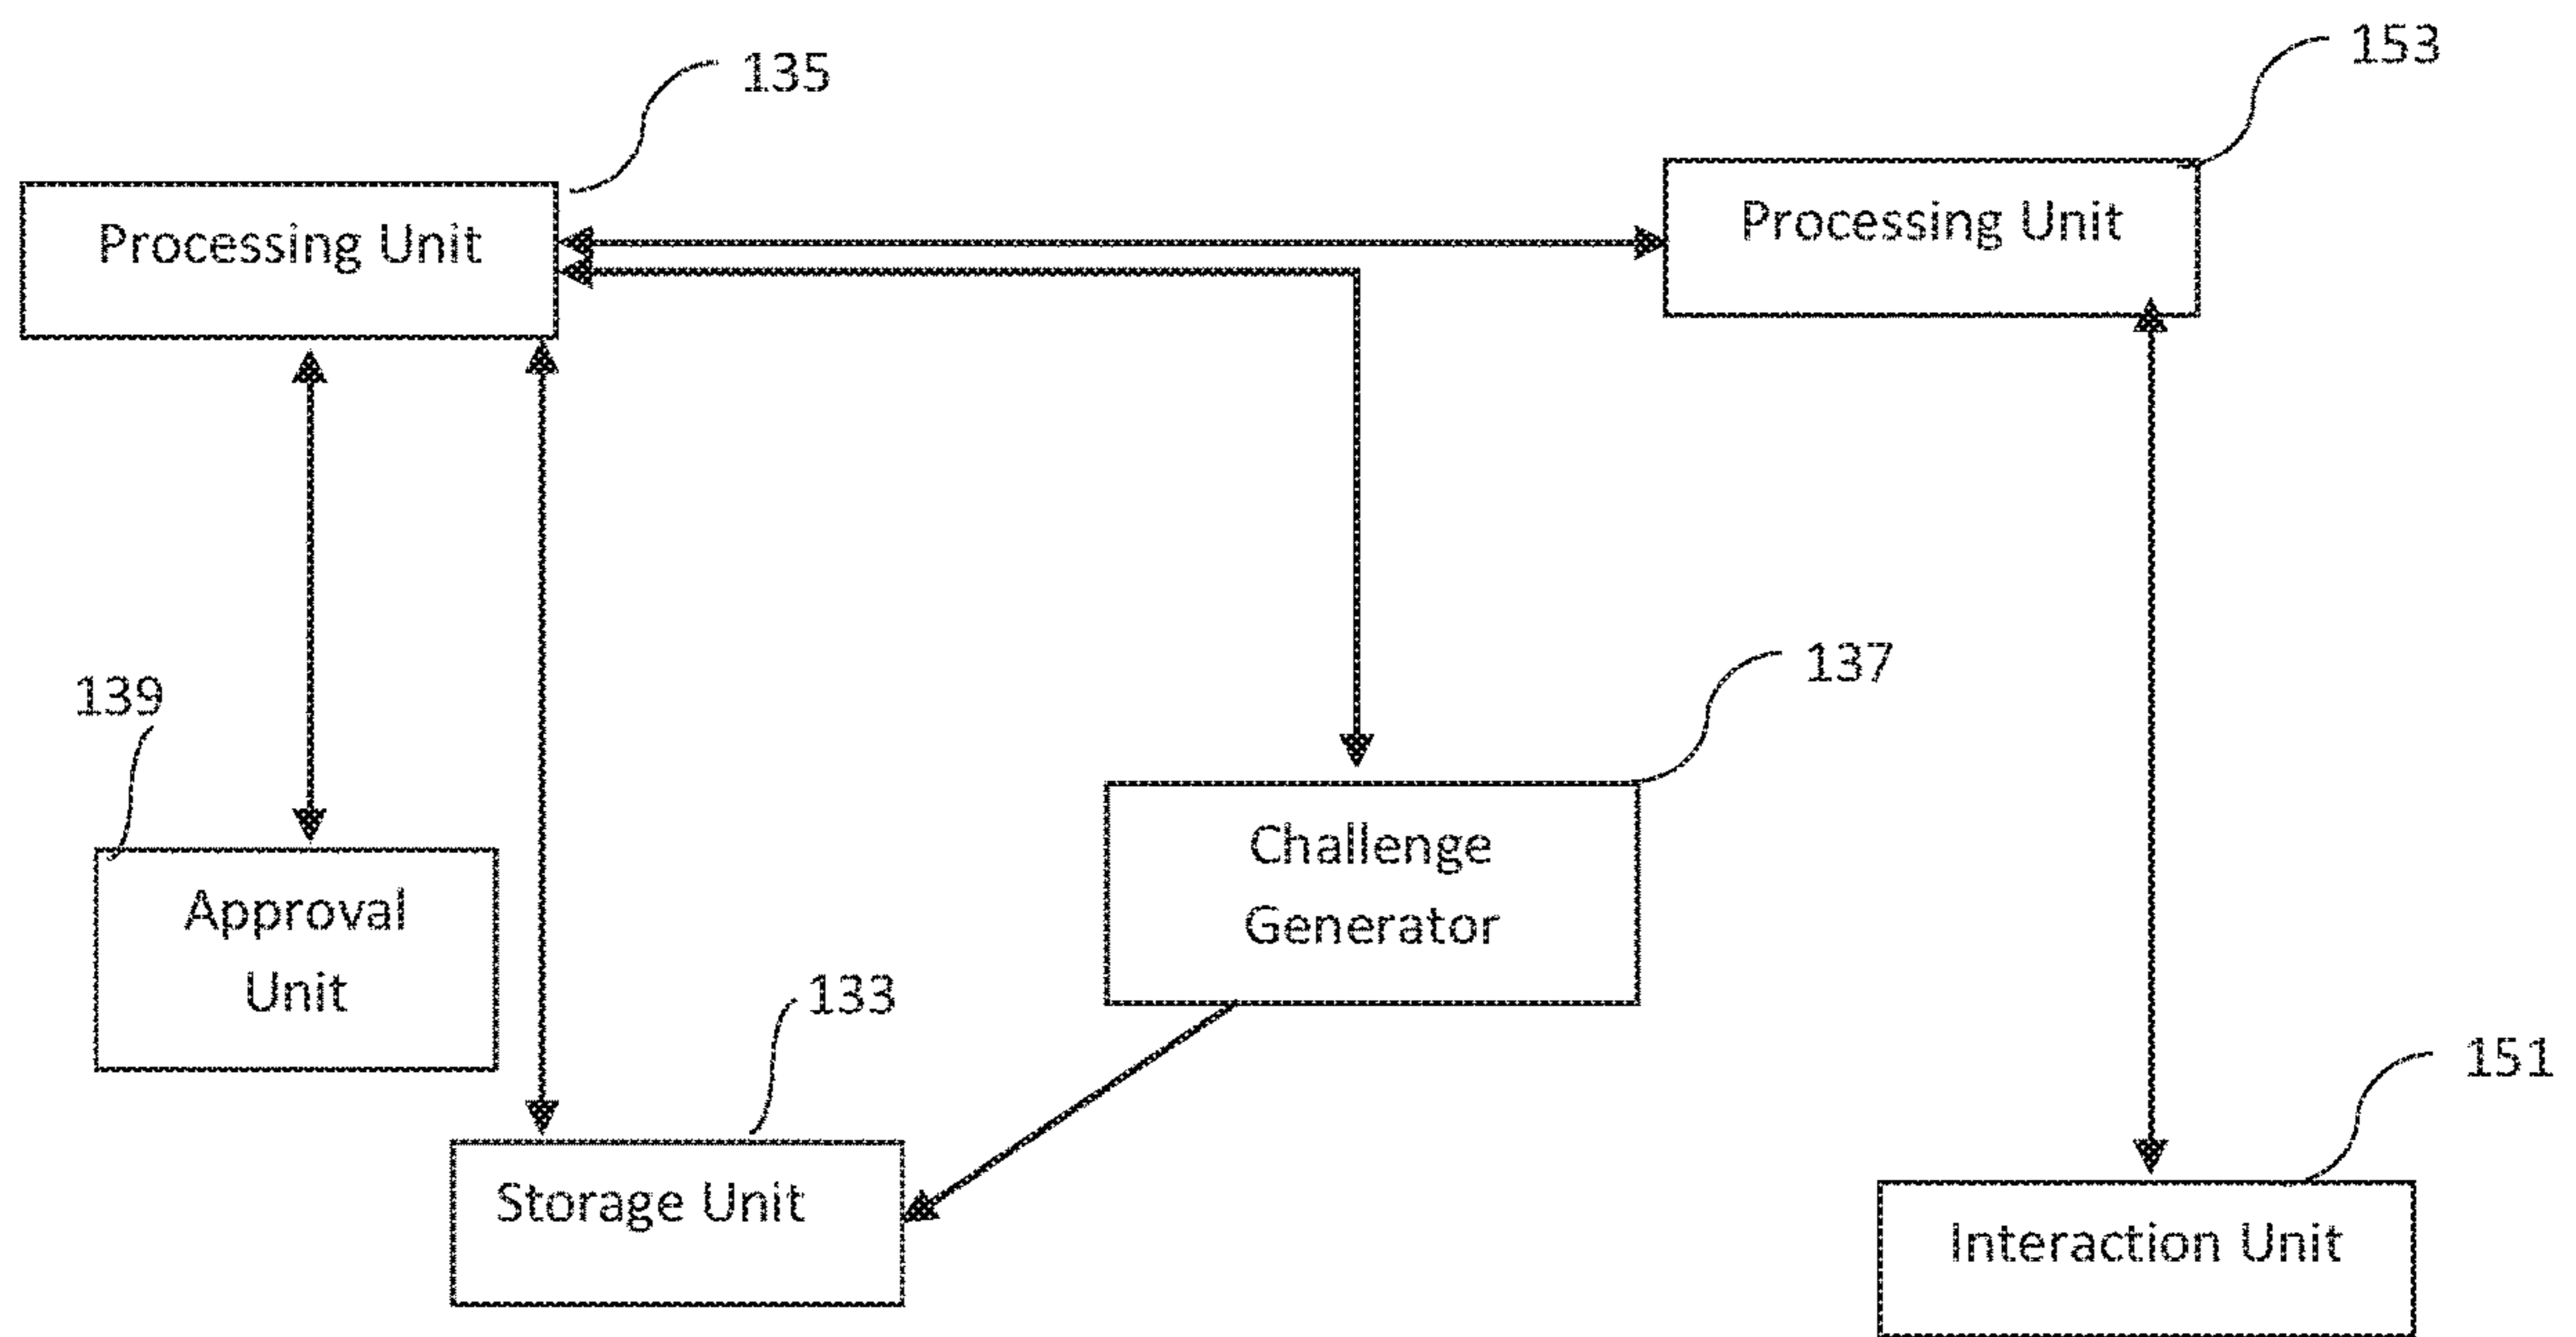 153
135
Processing Unit
Processing Unit
137
139
Challenge
Generator
Approval
Unit
133
151
Storage Unit
Interaction Unit